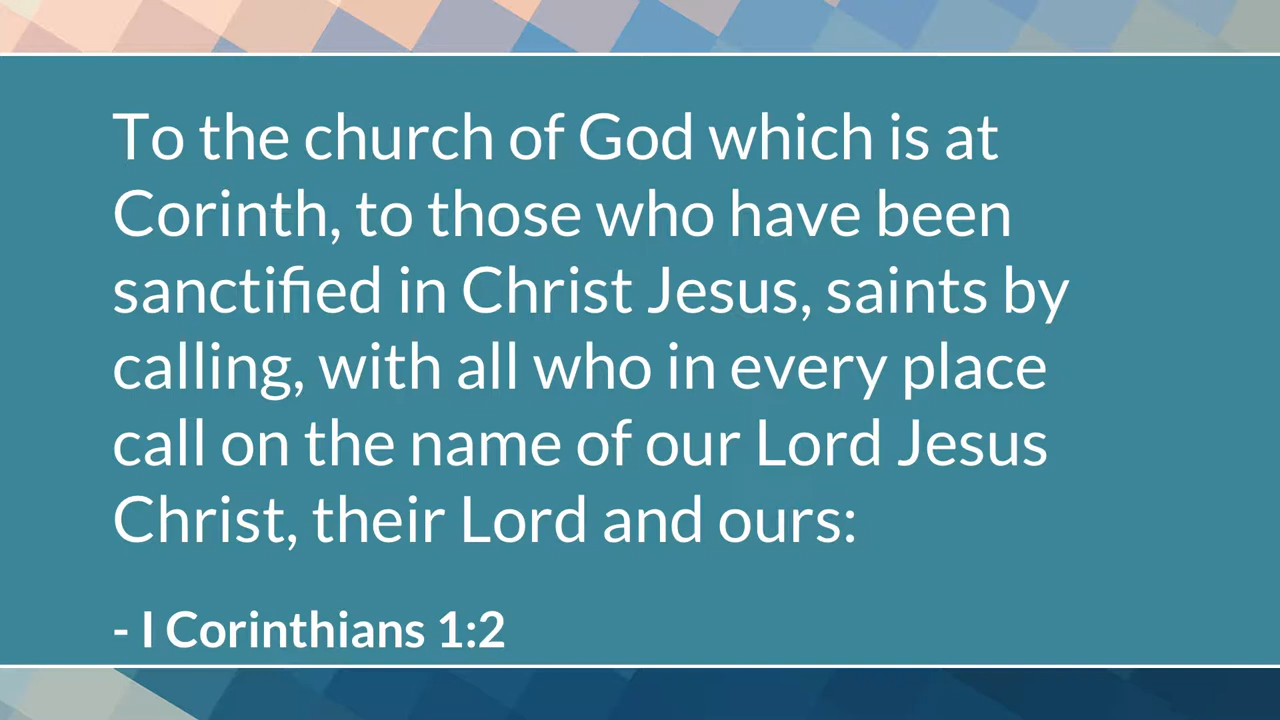 To the church of God which is at
Corinth, to those who have been
sanctified in Christ Jesus, saints by
calling, with all who in every place
call on the name of our Lord Jesus
Christ, their Lord and ours:
- I Corinthians 1:2